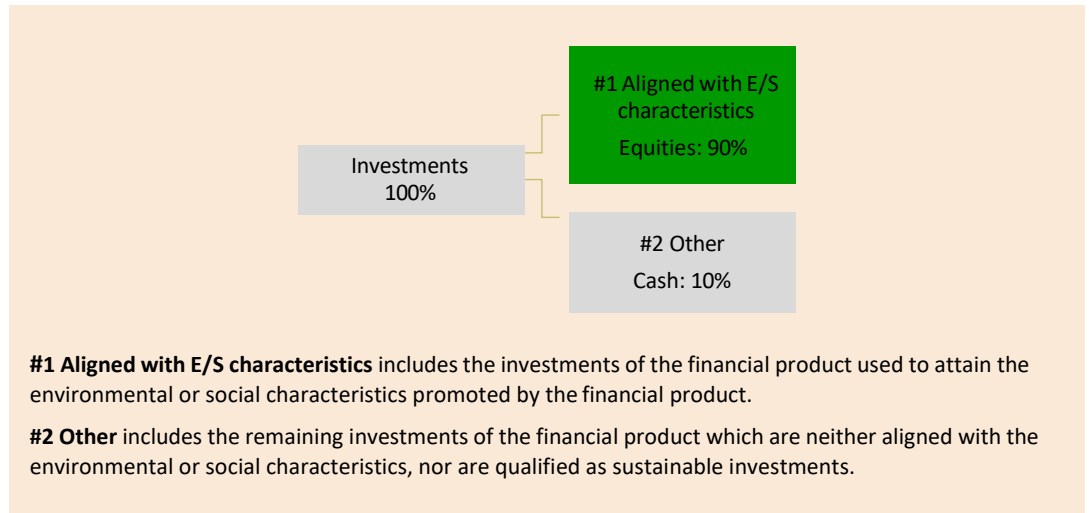 #1 Aligned with E/S
characteristics
Equities: 90%
Investments
100%
#2 Other
Cash: 10%
#1 Aligned with E/S characteristics includes the investments of the financial product used to attain the
environmental or social characteristics promoted by the financial product.
#2 Other includes the remaining investments of the financial product which are neither aligned with the
environmental or social characteristics, nor are qualified as sustainable investments.